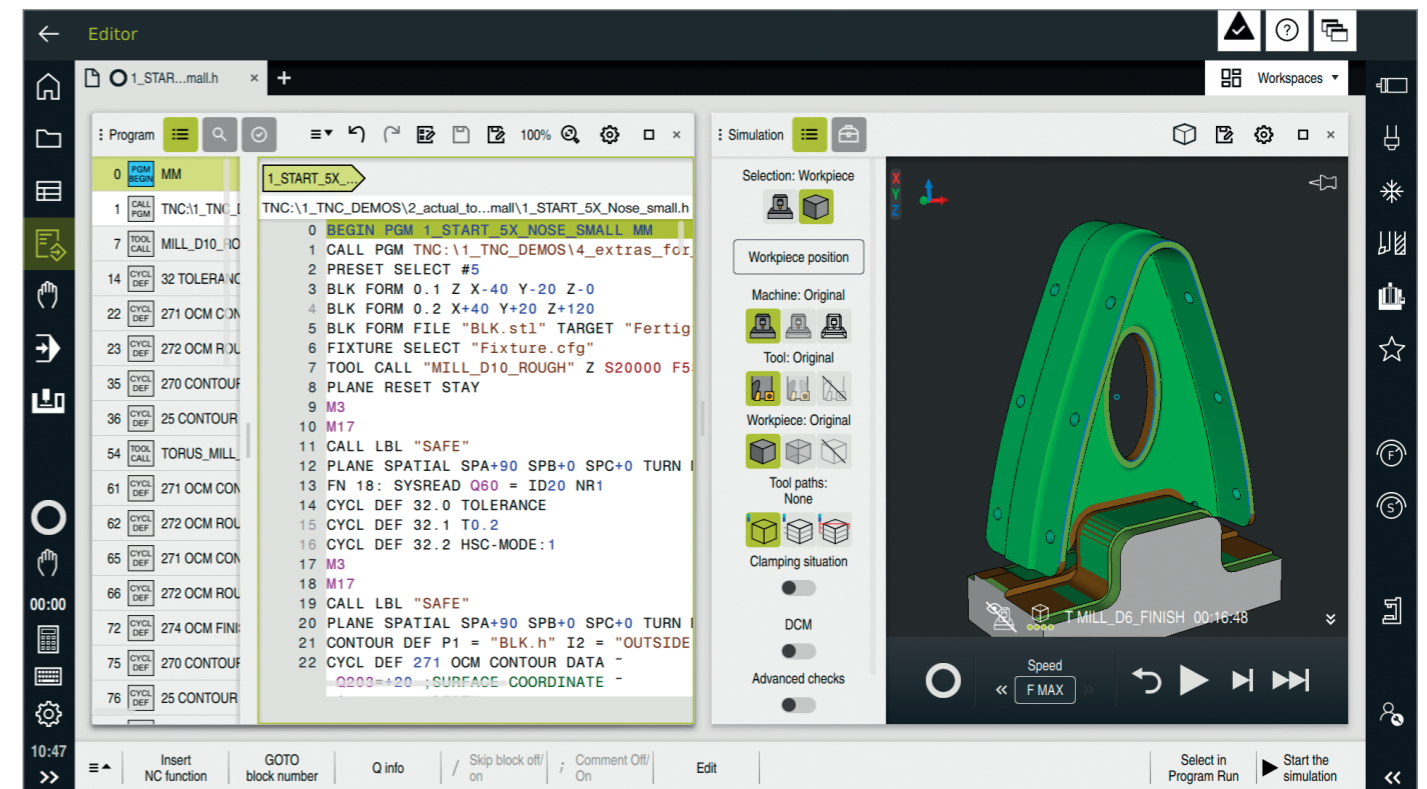 Editor
1_STAR...mall.h
Workspaces
Program
100%
0 PGM BEGIN MM
1 CALL PGM TNC:\1_TNC_
7 TOOL CALL MILL_D10_RO
14 CYCL DEF 32 TOLERANC
22 CYCL DEF 271 OCM CON
23 CYCL DEF 272 OCM ROU
35 CYCL DEF 270 CONTOUR
36 CYCL DEF 25 CONTOUR
54 TOOL CALL TORUS_MILL_
61 CYCL DEF 271 OCM CON
62 CYCL DEF 272 OCM ROU
65 CYCL DEF 271 OCM CON
66 CYCL DEF 272 OCM ROU
72 CYCL DEF 274 OCM FINI
75 CYCL DEF 270 CONTOUR
76 CYCL DEF 25 CONTOUR
1_START_5X_...
TNC:\1_TNC_DEMOS\2_actual_to...mall\1_START_5X_Nose_small.h
0 BEGIN PGM 1_START_5X_NOSE_SMALL MM
1 CALL PGM TNC:\1_TNC_DEMOS\4_extras_for_
2 PRESET SELECT #5
3 BLK FORM 0.1 Z X-40 Y-20 Z-0
4 BLK FORM 0.2 X+40 Y+20 Z+120
5 BLK FORM FILE "BLK.stl" TARGET "Fertig
6 FIXTURE SELECT "Fixture.cfg"
7 TOOL CALL "MILL_D10_ROUGH" Z S20000 F5
8 PLANE RESET STAY
9 M3
10 M17
11 CALL LBL "SAFE"
12 PLANE SPATIAL SPA+90 SPB+0 SPC+0 TURN
13 FN 18: SYSREAD Q60 = ID20 NR1
14 CYCL DEF 32.0 TOLERANCE
15 CYCL DEF 32.1 T0.2
16 CYCL DEF 32.2 HSC-MODE:1
17 M3
18 M17
19 CALL LBL "SAFE"
20 PLANE SPATIAL SPA+90 SPB+0 SPC+0 TURN
21 CONTOUR DEF P1 = "BLK.h" I2 = "OUTSIDE
22 CYCL DEF 271 OCM CONTOUR DATA ~
Q203=+20 ;SURFACE COORDINATE ~
Simulation
Selection: Workpiece
Workpiece position
Machine: Original
Tool: Original
Workpiece: Original
Tool paths:
None
Clamping situation
DCM
Advanced checks
X
Y
Z
T MILL_D6_FINISH 00:16:48
Speed
F MAX
F
S
00:00
10:47
Insert
NC function
GOTO
block number
Q info
/ Skip block off/
on
; Comment Off/
On
Edit
Select in
Program Run
Start the
simulation